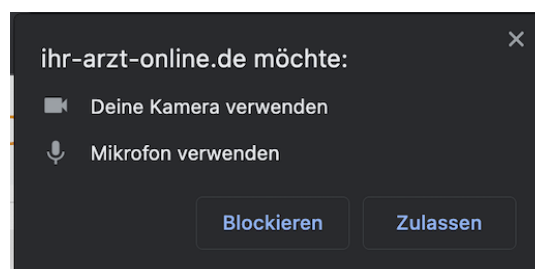 ihr-arzt-online.de möchte:
Deine Kamera verwenden
Mikrofon verwenden
Blockieren Zulassen